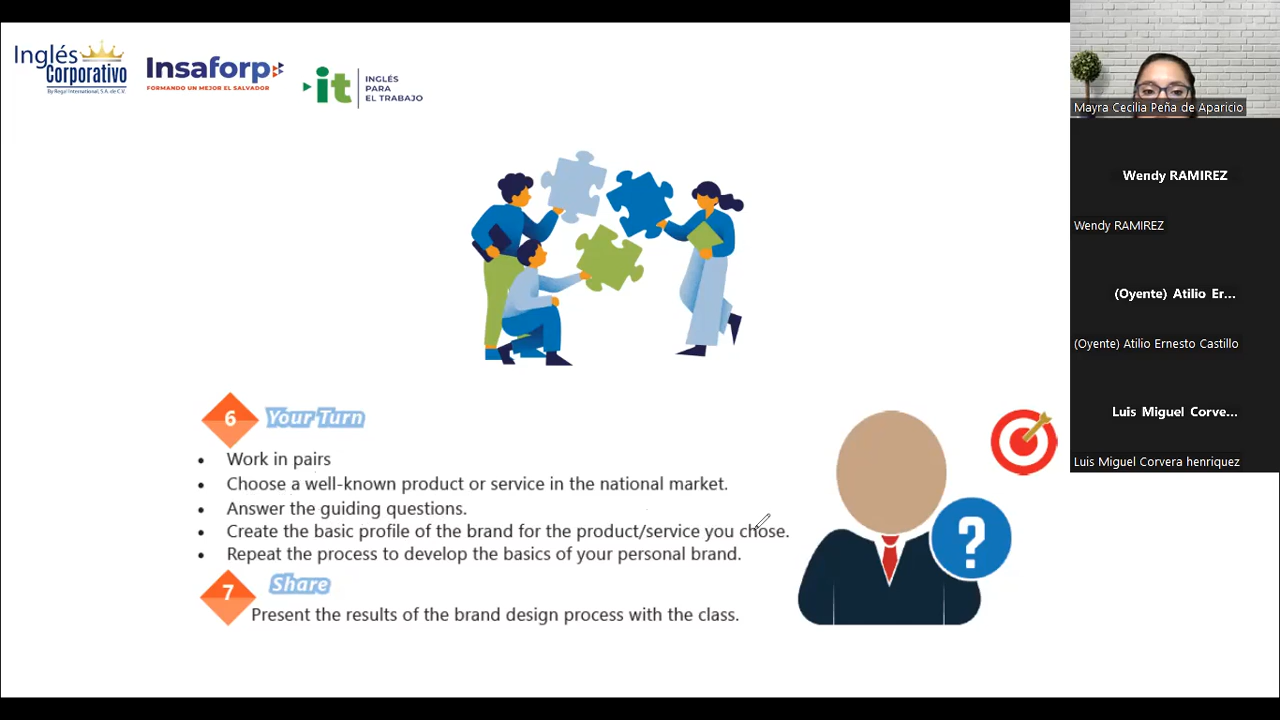 Inglés
Corporativo
By Regal International, S.A. de C.V.
Insaforp
FORMANDO UN MEJOR EL SALVADOR
it
INGLÉS
PARA
EL TRABAJO
6 Your Turn
• Work in pairs
• Choose a well-known product or service in the national market.
• Answer the guiding questions.
• Create the basic profile of the brand for the product/service you chose.
• Repeat the process to develop the basics of your personal brand.
7 Share
Present the results of the brand design process with the class.
?
Mayra Cecilia Peña de Aparicio
Wendy RAMIREZ
Wendy RAMIREZ
(Oyente) Atilio Er...
(Oyente) Atilio Ernesto Castillo
Luis Miguel Corve...
Luis Miguel Corvera henriquez